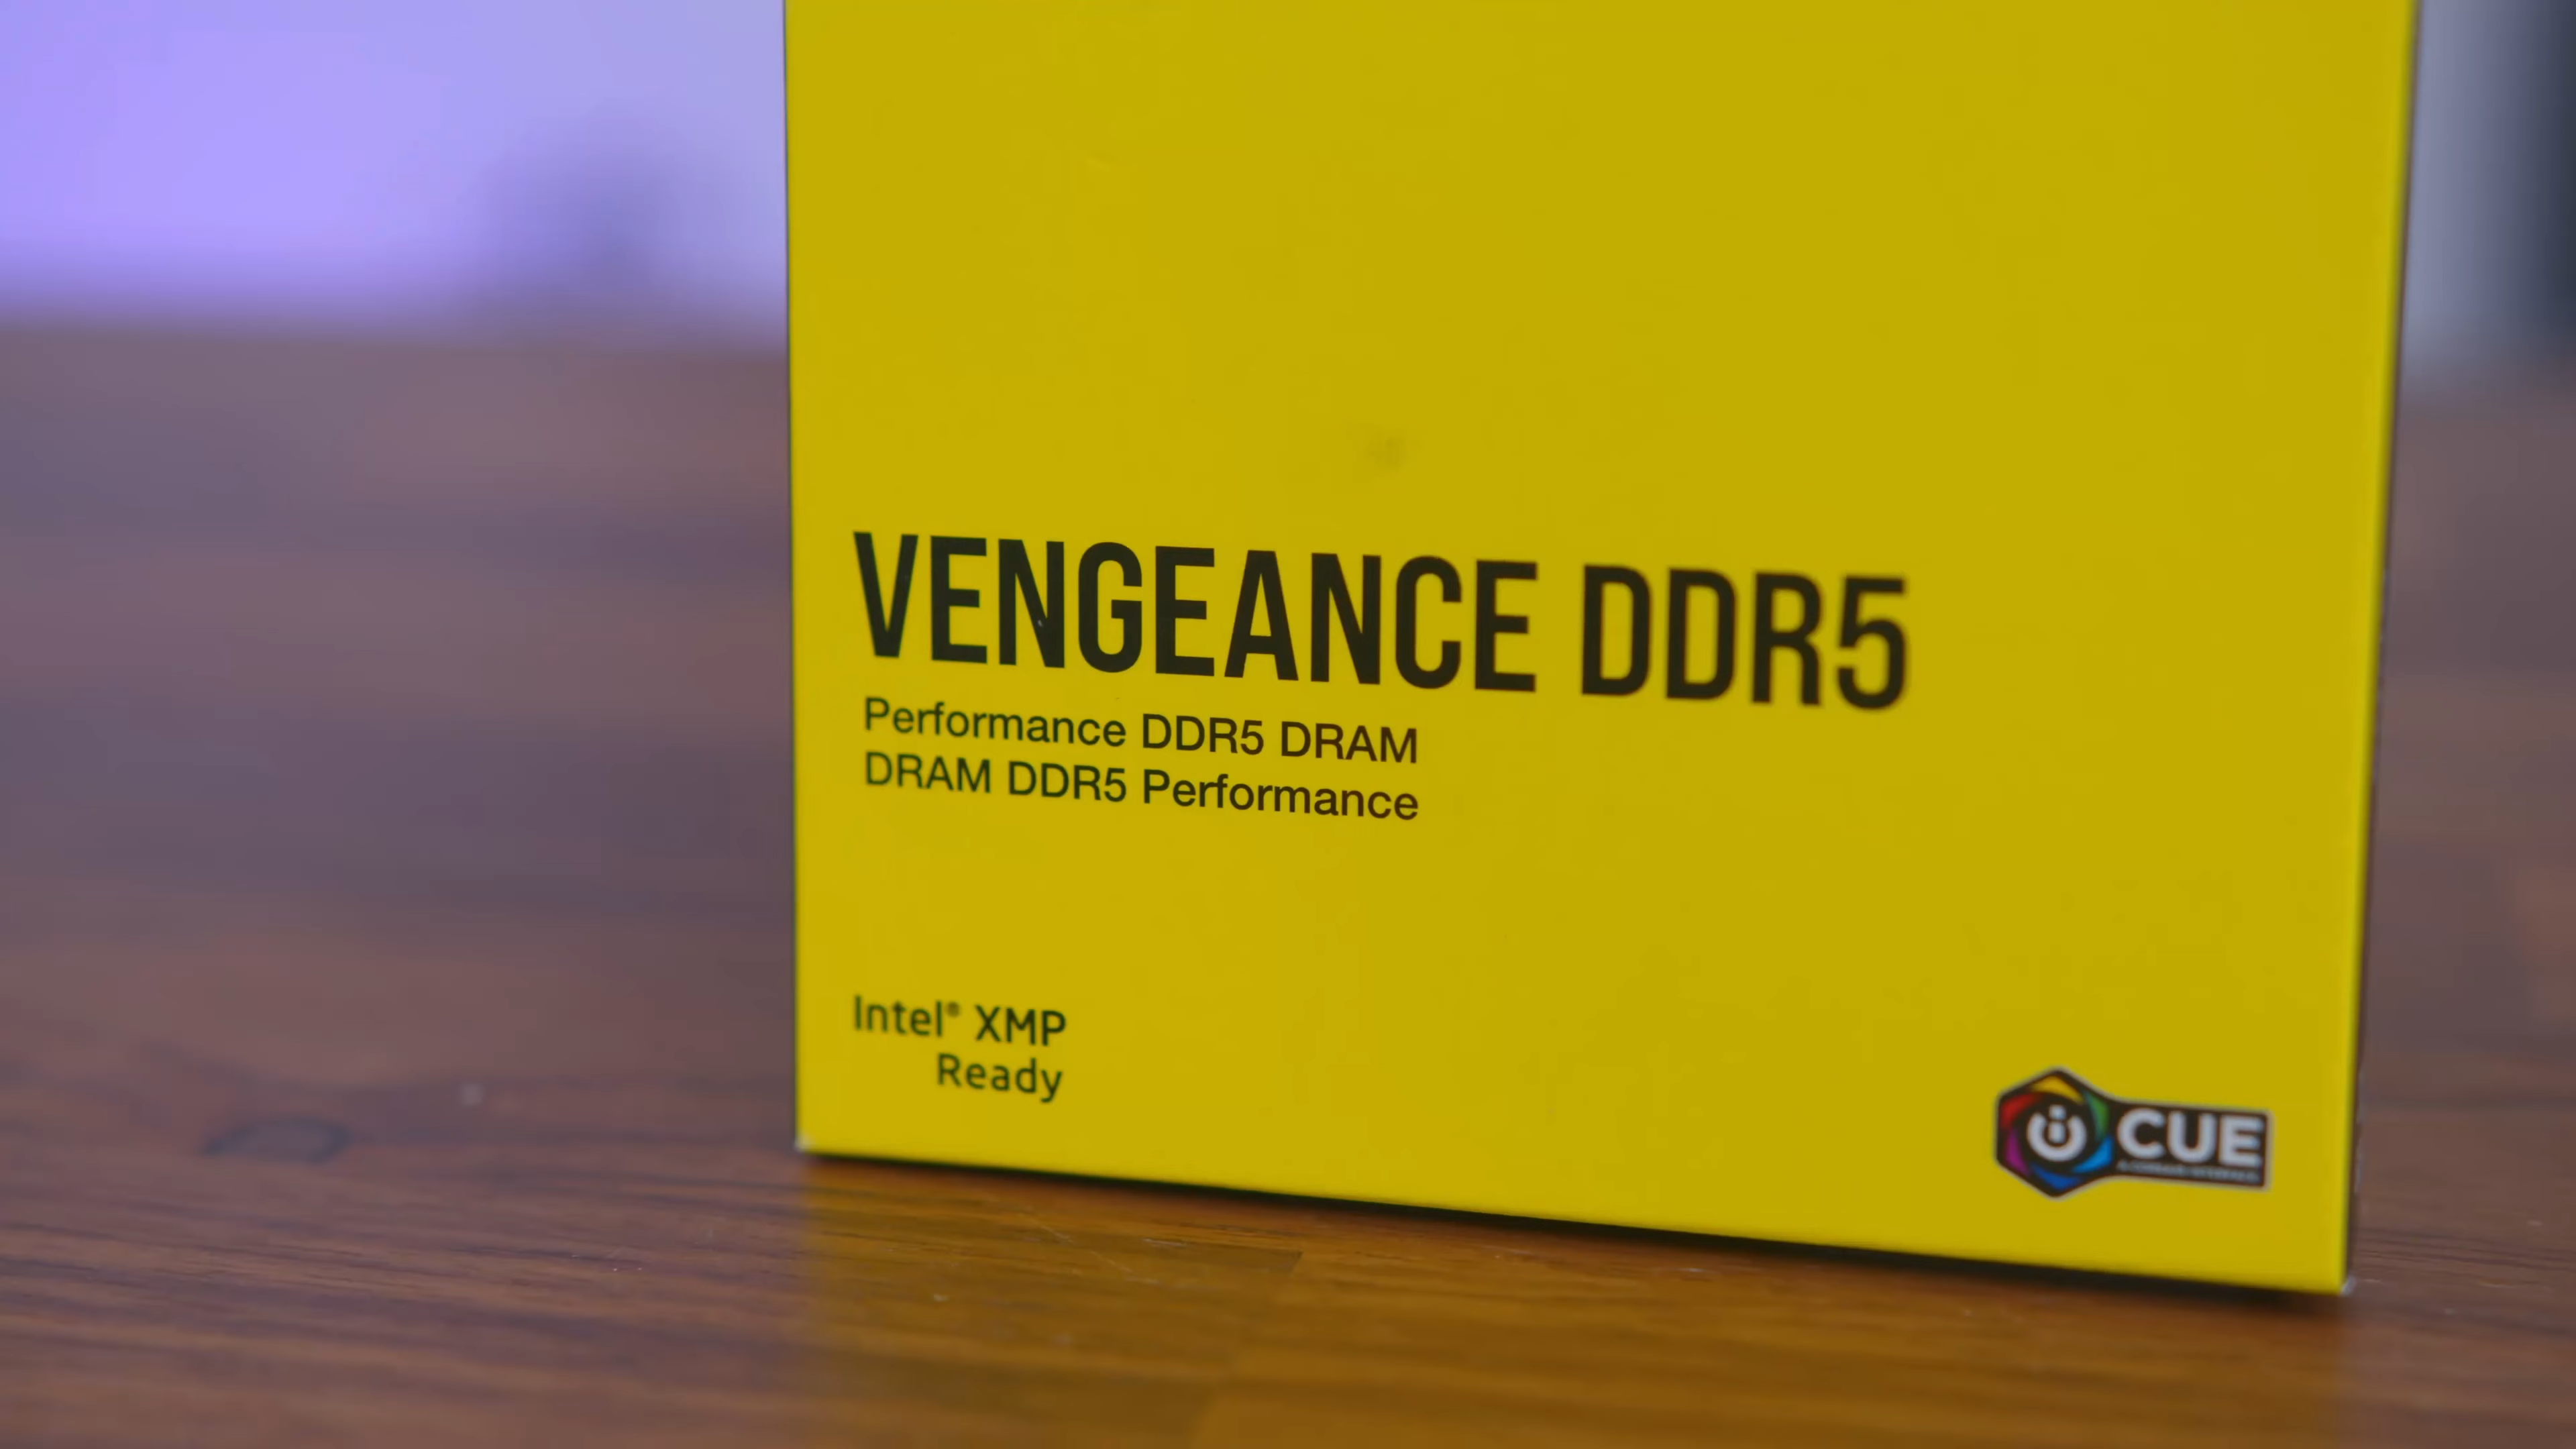 VENGEANCE DDR5
Performance DDR5 DRAM
DRAM DDR5 Performance
Intel® XMP
Ready
CUE